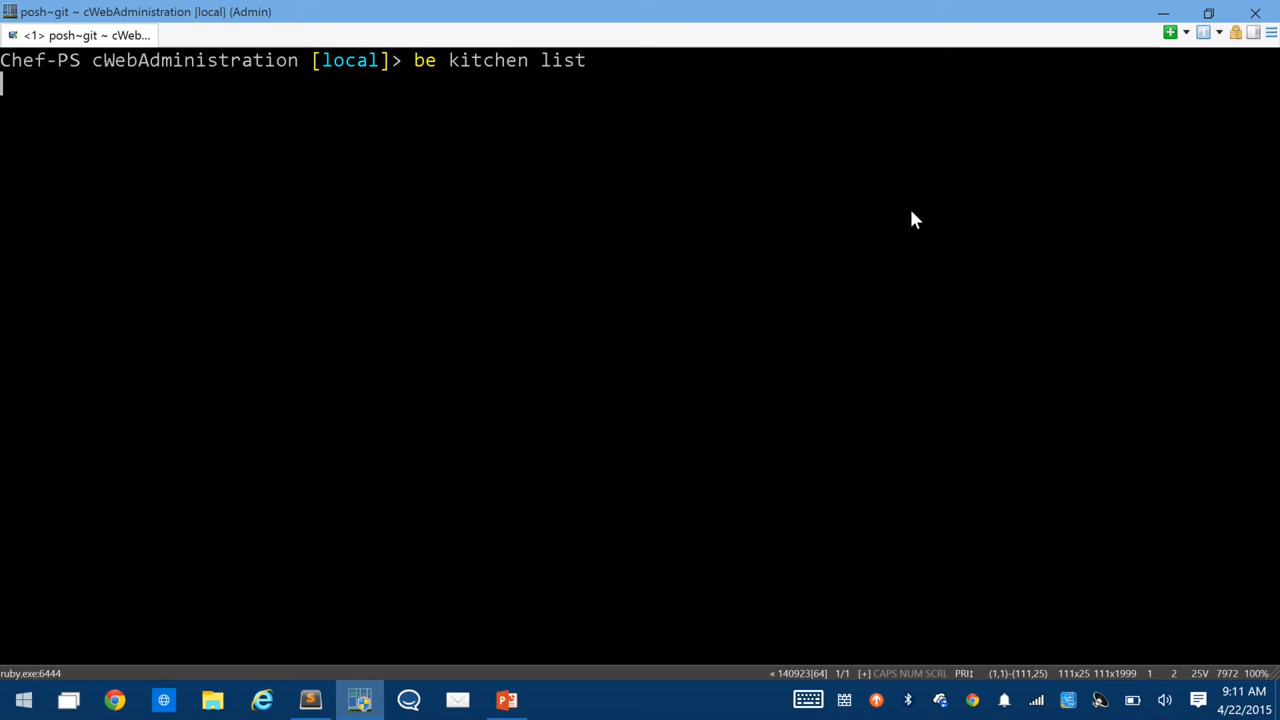 posh~git ~ cWebAdministration [local] (Admin)
<1> posh~git ~ cWeb...
Chef-PS cWebAdministration [local]> be kitchen list
ruby.exe:6444
« 140923[64] 1/1 [+] CAPS NUM SCRL PRI↕ (1,1)-(111,25) 111x25 111x1999 1 2 25V 7972 100%
9:11 AM
4/22/2015